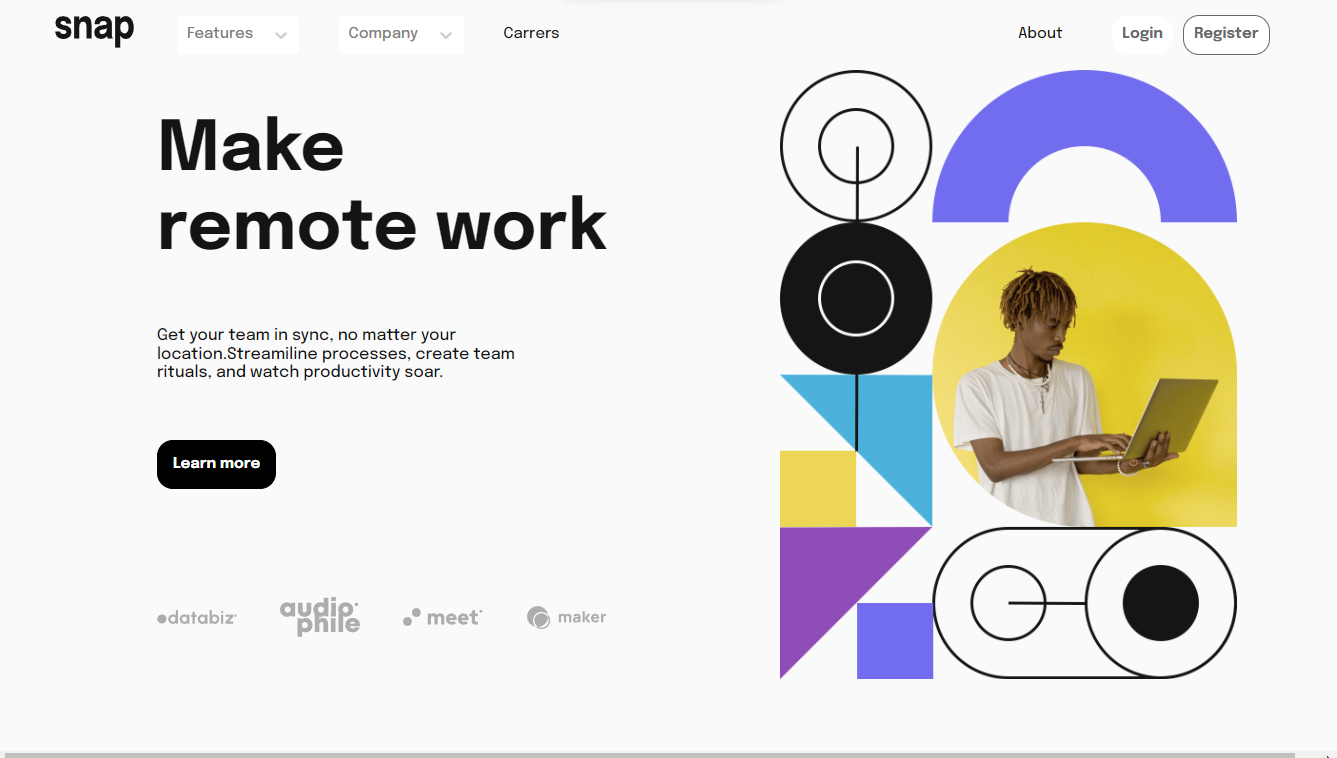 snap Features Company Carrers About Login Register
Make
remote work
Get your team in sync, no matter your
location.Streamiline processes, create team
rituals, and watch productivity soar.
Learn more
databiz audiophile meet maker